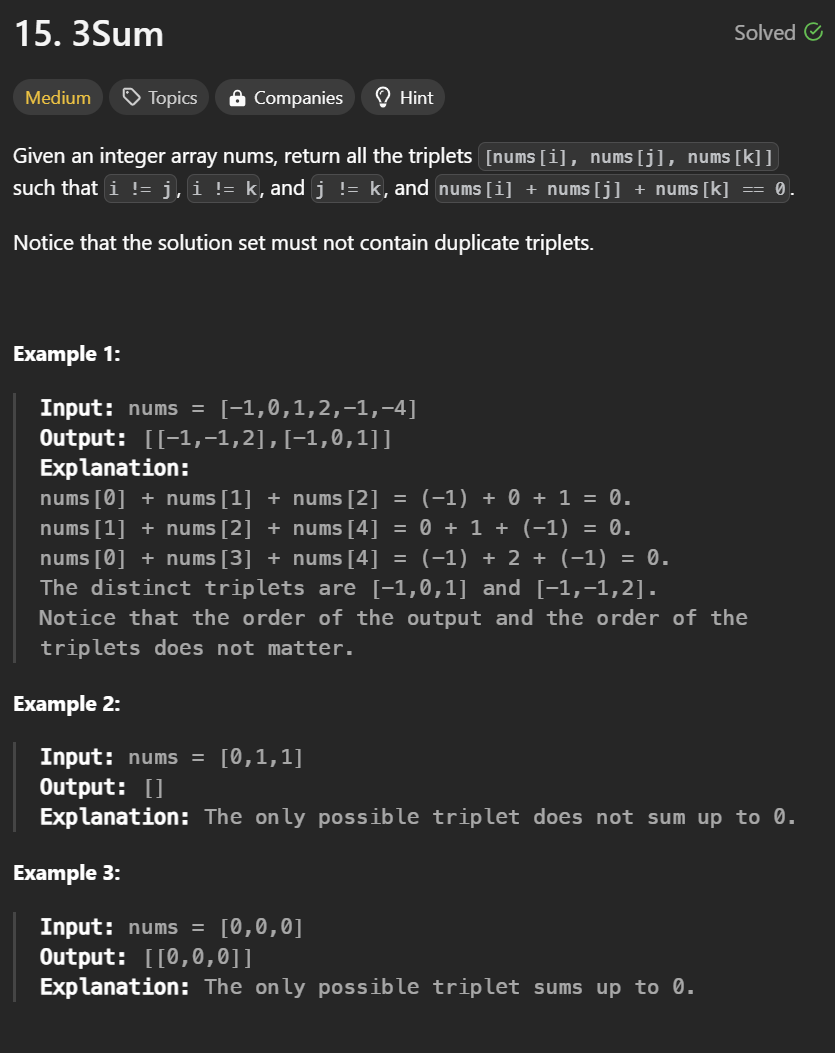 15. 3Sum
Solved
Medium
Topics
Companies
Hint
Given an integer array nums, return all the triplets [nums[i], nums[j], nums[k]]
such that i != j, i != k, and j != k, and nums[i] + nums[j] + nums[k] == 0.
Notice that the solution set must not contain duplicate triplets.
Example 1:
Input: nums = [-1,0,1,2,-1,-4]
Output: [[-1,-1,2],[-1,0,1]]
Explanation:
nums[0] + nums[1] + nums[2] = (-1) + 0 + 1 = 0.
nums[1] + nums[2] + nums[4] = 0 + 1 + (-1) = 0.
nums[0] + nums[3] + nums[4] = (-1) + 2 + (-1) = 0.
The distinct triplets are [-1,0,1] and [-1,-1,2].
Notice that the order of the output and the order of the
triplets does not matter.
Example 2:
Input: nums = [0,1,1]
Output: []
Explanation: The only possible triplet does not sum up to 0.
Example 3:
Input: nums = [0,0,0]
Output: [[0,0,0]]
Explanation: The only possible triplet sums up to 0.